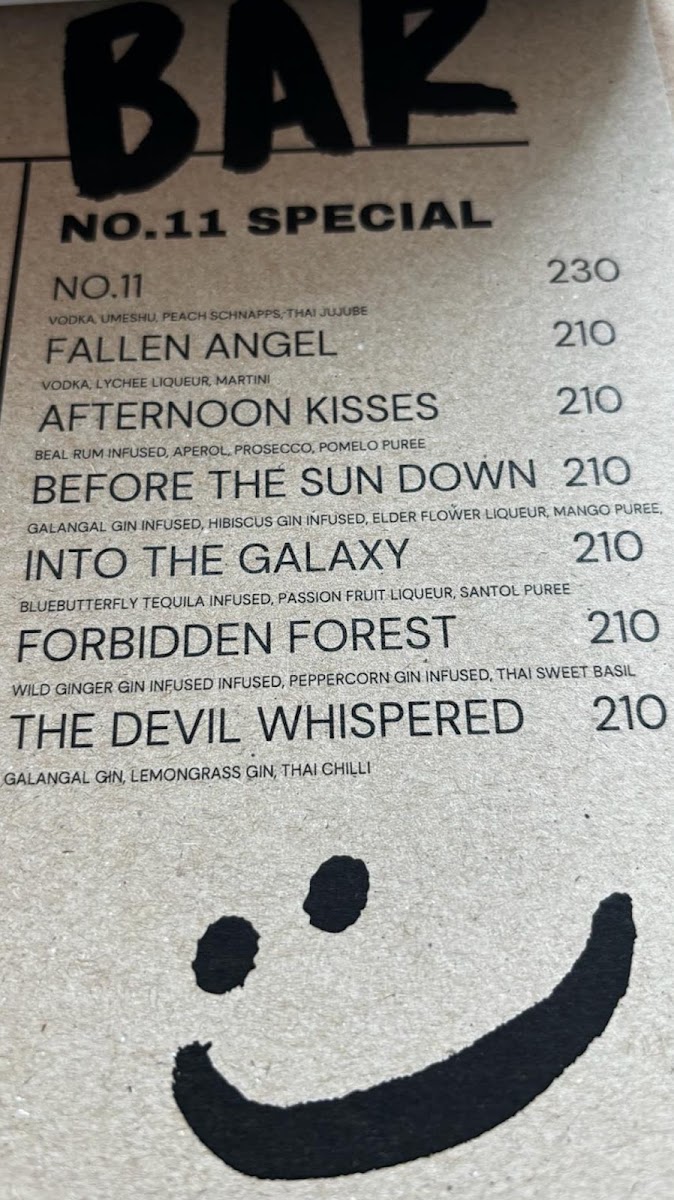 BAR
NO.11 SPECIAL
NO.11 230
VODKA, UMESHU, PEACH SCHNAPPS, THAI JUJUBE
FALLEN ANGEL 210
VODKA, LYCHEE LIQUEUR, MARTINI
AFTERNOON KISSES 210
BEAL RUM INFUSED, APEROL, PROSECCO, POMELO PUREE
BEFORE THE SUN DOWN 210
GALANGAL GIN INFUSED, HIBISCUS GIN INFUSED, ELDER FLOWER LIQUEUR, MANGO PUREE,
INTO THE GALAXY 210
BLUEBUTTERFLY TEQUILA INFUSED, PASSION FRUIT LIQUEUR, SANTOL PUREE
FORBIDDEN FOREST 210
WILD GINGER GIN INFUSED INFUSED, PEPPERCORN GIN INFUSED, THAI SWEET BASIL
THE DEVIL WHISPERED 210
GALANGAL GIN, LEMONGRASS GIN, THAI CHILLI